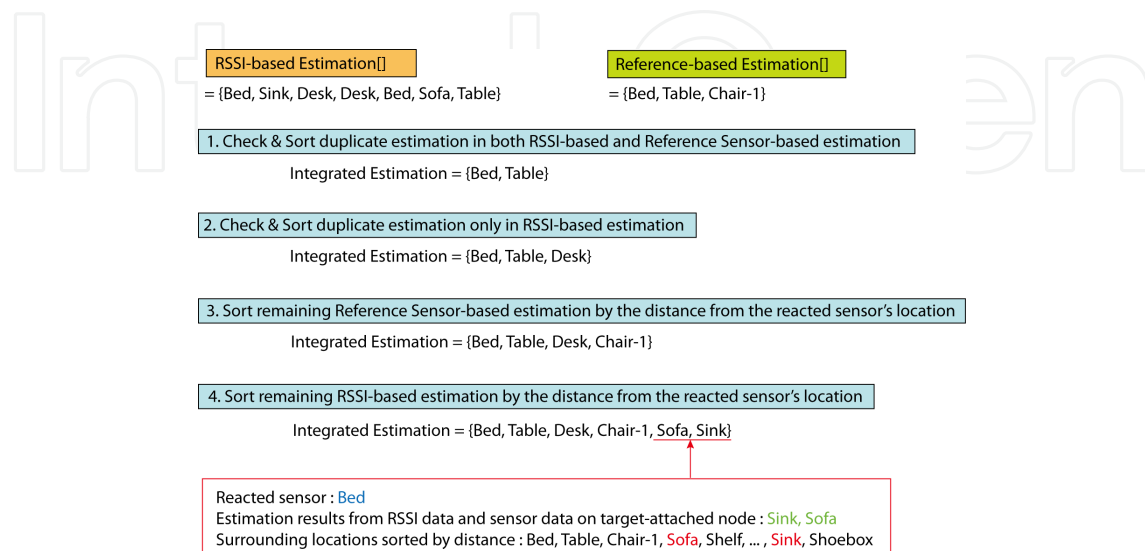 RSSI-based Estimation[]
Reference-based Estimation[]
= {Bed, Sink, Desk, Desk, Bed, Sofa, Table}
= {Bed, Table, Chair-1}
1. Check & Sort duplicate estimation in both RSSI-based and Reference Sensor-based estimation
Integrated Estimation = {Bed, Table}
2. Check & Sort duplicate estimation only in RSSI-based estimation
Integrated Estimation = {Bed, Table, Desk}
3. Sort remaining Reference Sensor-based estimation by the distance from the reacted sensor's location
Integrated Estimation = {Bed, Table, Desk, Chair-1}
4. Sort remaining RSSI-based estimation by the distance from the reacted sensor's location
Integrated Estimation = {Bed, Table, Desk, Chair-1, Sofa, Sink}
Reacted sensor : Bed
Estimation results from RSSI data and sensor data on target-attached node : Sink, Sofa
Surrounding locations sorted by distance : Bed, Table, Chair-1, Sofa, Shelf, ... , Sink, Shoebox